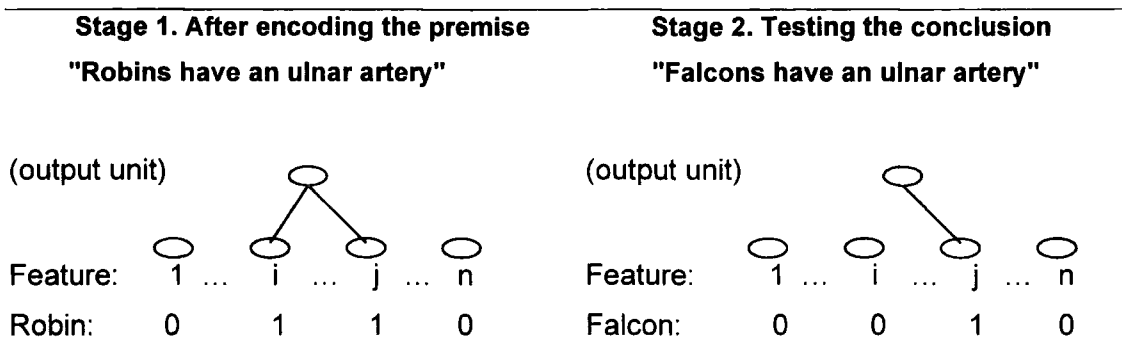 Stage 1. After encoding the premise
"Robins have an ulnar artery"
(output unit)
Feature: 1 ... i ... j ... n
Robin: 0 1 1 0
Stage 2. Testing the conclusion
"Falcons have an ulnar artery"
(output unit)
Feature: 1 ... i ... j ... n
Falcon: 0 0 1 0